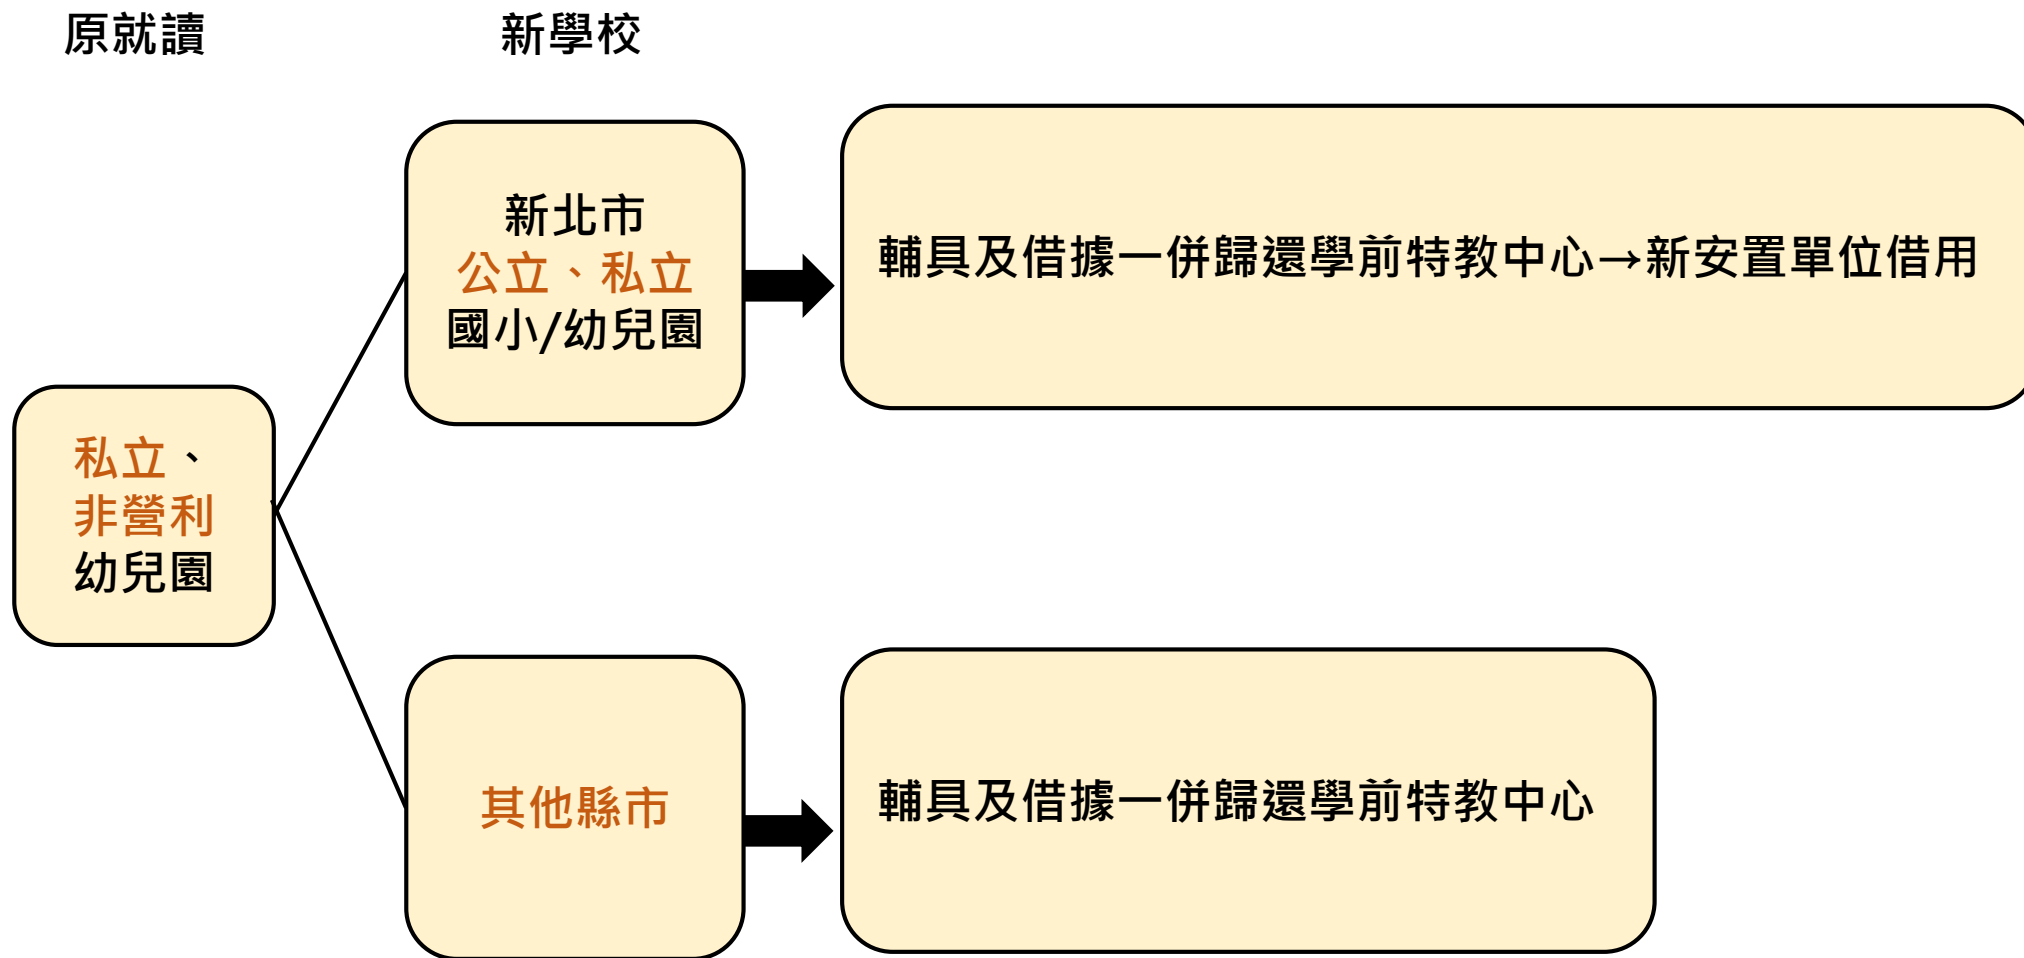 原就讀
新學校
新北市
公立、私立
國小/幼兒園
輔具及借據一併歸還學前特教中心→新安置單位借用
私立、
非營利
幼兒園
其他縣市
輔具及借據一併歸還學前特教中心